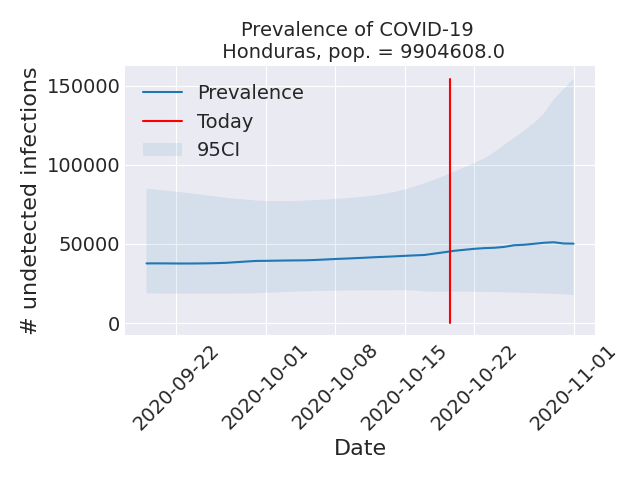 Prevalence of COVID-19
Honduras, pop. = 9904608.0
# undetected infections
150000
100000
50000
0
Prevalence
Today
95CI
2020-09-22
2020-10-01
2020-10-08
2020-10-15
2020-10-22
2020-11-01
Date